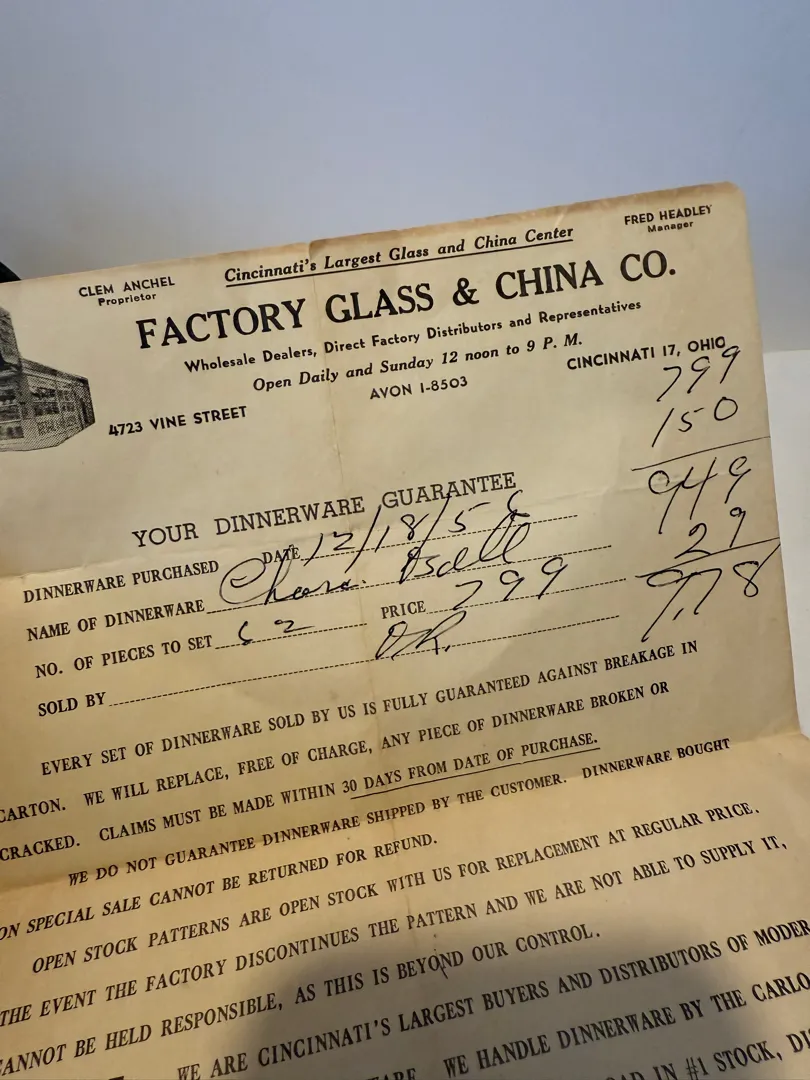 Cincinnati's Largest Glass and China Center
CLEM ANCHEL
Proprietor
FRED HEADLEY
Manager
FACTORY GLASS & CHINA CO.
Wholesale Dealers, Direct Factory Distributors and Representatives
Open Daily and Sunday 12 noon to 9 P. M.
4723 VINE STREET
AVON 1-8503
CINCINNATI 17, OHIO
799
150
949
29
9.78
YOUR DINNERWARE GUARANTEE
DINNERWARE PURCHASED DATE 12/18/56
NAME OF DINNERWARE
NO. OF PIECES TO SET 62 PRICE 799
SOLD BY
EVERY SET OF DINNERWARE SOLD BY US IS FULLY GUARANTEED AGAINST BREAKAGE IN
CARTON. WE WILL REPLACE, FREE OF CHARGE, ANY PIECE OF DINNERWARE BROKEN OR
CRACKED. CLAIMS MUST BE MADE WITHIN 30 DAYS FROM DATE OF PURCHASE.
WE DO NOT GUARANTEE DINNERWARE SHIPPED BY THE CUSTOMER. DINNERWARE BOUGHT
ON SPECIAL SALE CANNOT BE RETURNED FOR REFUND.
OPEN STOCK PATTERNS ARE OPEN STOCK WITH US FOR REPLACEMENT AT REGULAR PRICE.
THE EVENT THE FACTORY DISCONTINUES THE PATTERN AND WE ARE NOT ABLE TO SUPPLY IT,
CANNOT BE HELD RESPONSIBLE, AS THIS IS BEYOND OUR CONTROL.
WE ARE CINCINNATI'S LARGEST BUYERS AND DISTRIBUTORS OF MODER
WE HANDLE DINNERWARE BY THE CARLO
IN #1 STOCK, DI